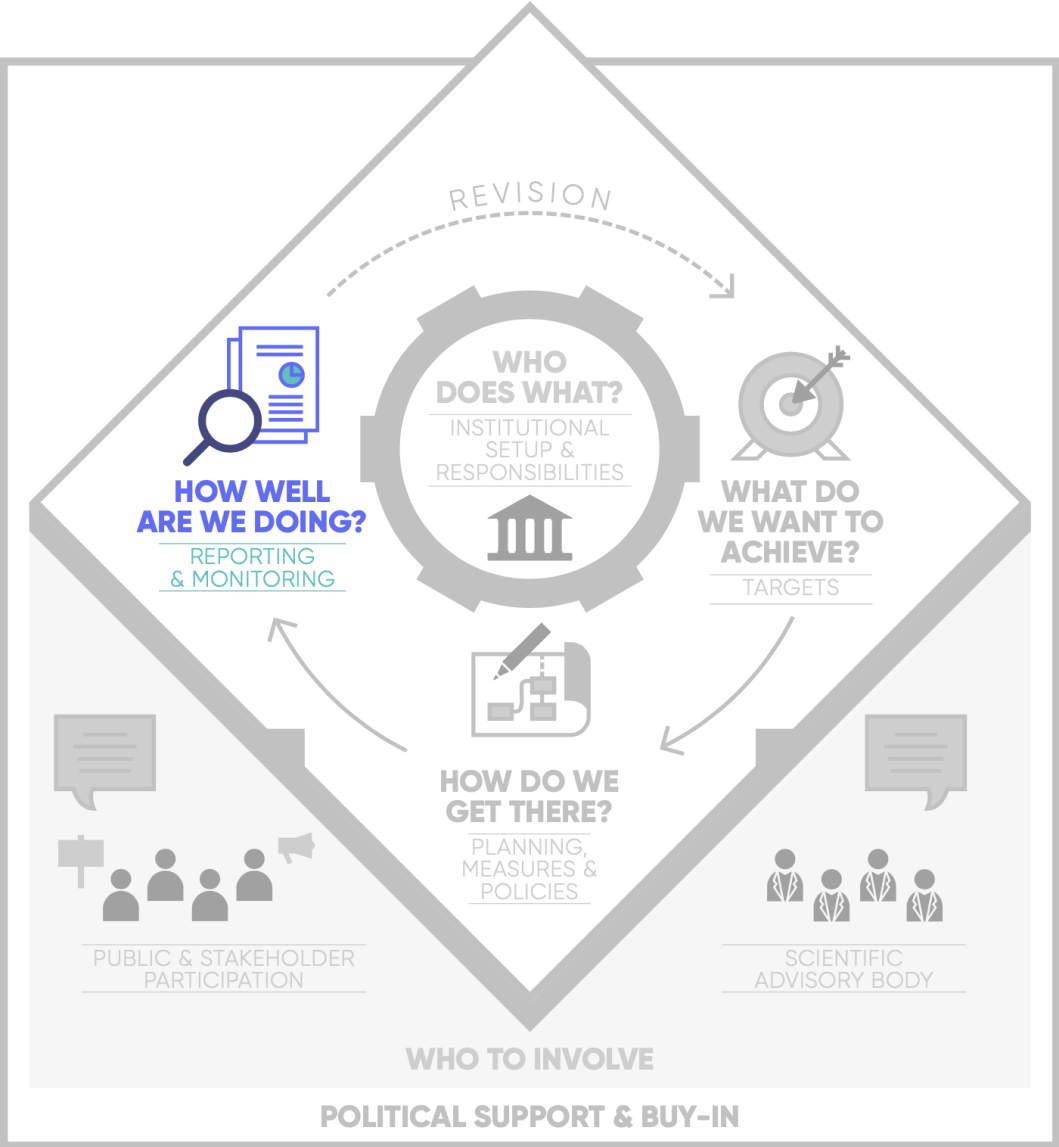 REVISION
WHO
DOES WHAT?
INSTITUTIONAL
SETUP &
RESPONSIBILITIES
HOW WELL
ARE WE DOING?
REPORTING
& MONITORING
WHAT DO
WE WANT TO
ACHIEVE?
TARGETS
HOW DO WE
GET THERE?
PLANNING,
MEASURES &
POLICIES
PUBLIC & STAKEHOLDER
PARTICIPATION
SCIENTIFIC
ADVISORY BODY
WHO TO INVOLVE
POLITICAL SUPPORT & BUY-IN